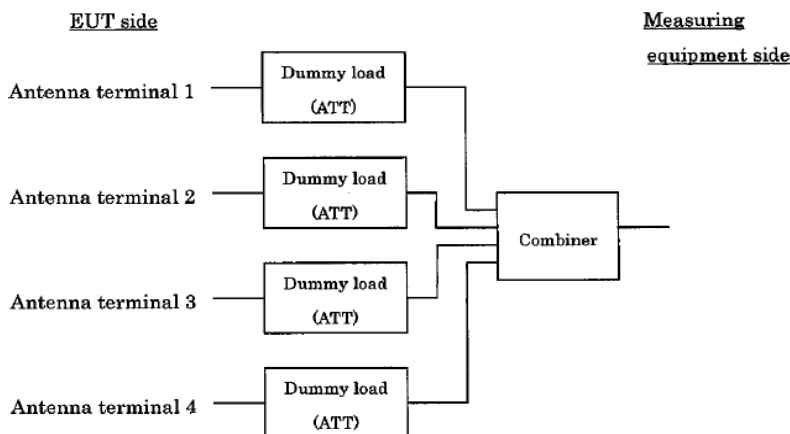 EUT side
Measuring
equipment side
Antenna terminal 1
Dummy load
(ATT)
Antenna terminal 2
Dummy load
(ATT)
Combiner
Antenna terminal 3
Dummy load
(ATT)
Antenna terminal 4
Dummy load
(ATT)